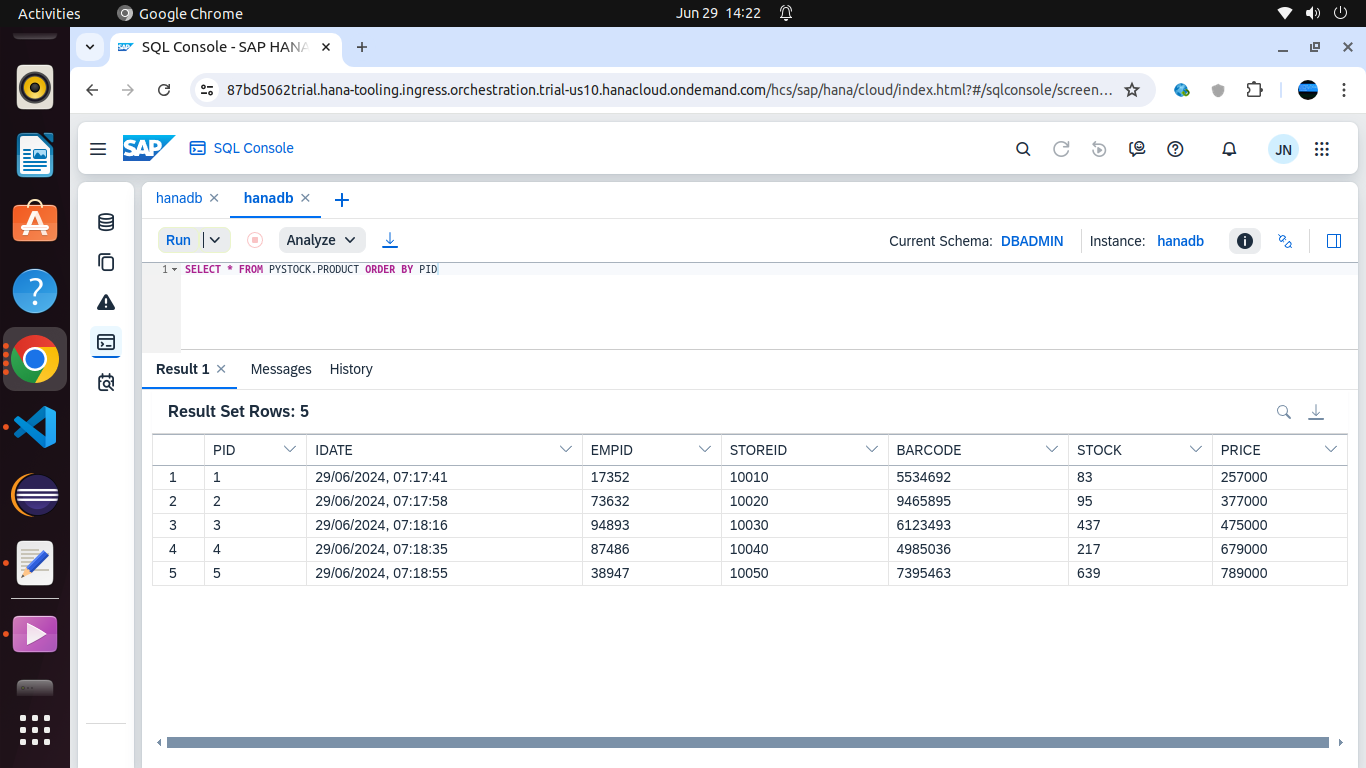 Activities Google Chrome Jun 29 14:22
SQL Console - SAP HANA
87bd5062trial.hana-tooling.ingress.orchestration.trial-us10.hanacloud.ondemand.com/hcs/sap/hana/cloud/index.html?#/sqlconsole/screen...
SAP SQL Console JN
hanadb hanadb
Run Analyze Current Schema: DBADMIN Instance: hanadb
1 SELECT * FROM PYSTOCK.PRODUCT ORDER BY PID
Result 1 Messages History
Result Set Rows: 5
PID IDATE EMPID STOREID BARCODE STOCK PRICE
1 1 29/06/2024, 07:17:41 17352 10010 5534692 83 257000
2 2 29/06/2024, 07:17:58 73632 10020 9465895 95 377000
3 3 29/06/2024, 07:18:16 94893 10030 6123493 437 475000
4 4 29/06/2024, 07:18:35 87486 10040 4985036 217 679000
5 5 29/06/2024, 07:18:55 38947 10050 7395463 639 789000